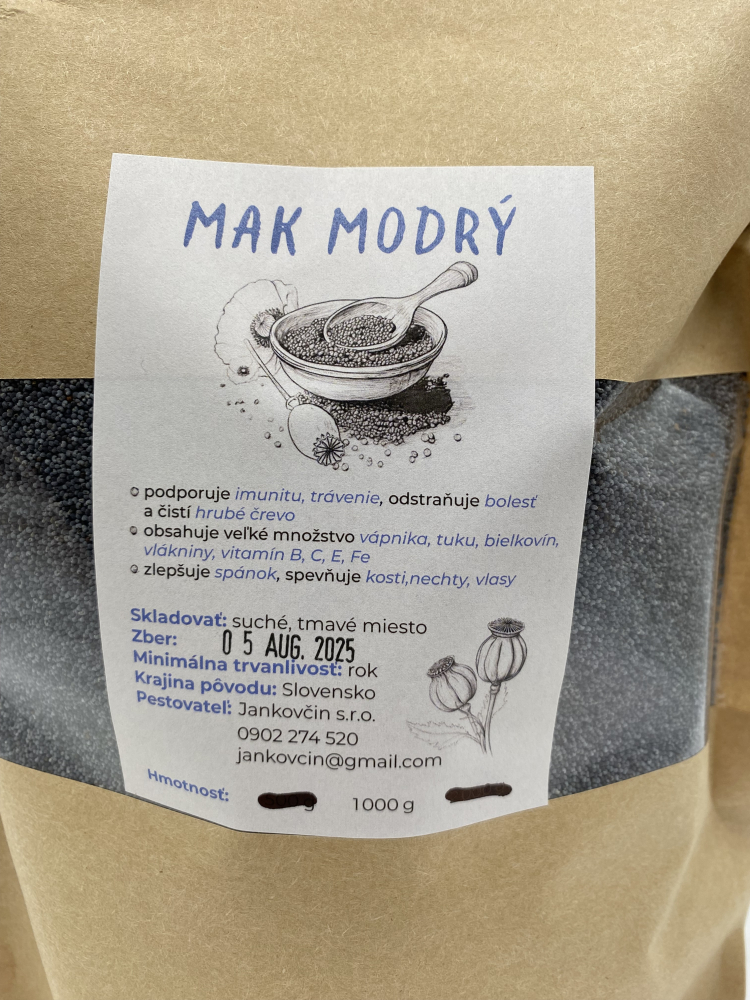 MAK MODRÝ
podporuje imunitu, trávenie, odstraňuje bolesť
a čistí hrubé črevo
obsahuje veľké množstvo vápnika, tuku, bielkovín,
vlákniny, vitamín B, C, E, Fe
zlepšuje spánok, spevňuje kosti,nechty, vlasy
Skladovať: suché, tmavé miesto
Zber: 05 AUG. 2025
Minimálna trvanlivosť: rok
Krajina pôvodu: Slovensko
Pestovateľ: Jankovčin s.r.o.
0902 274 520
jankovcin@gmail.com
Hmotnosť: 1000 g